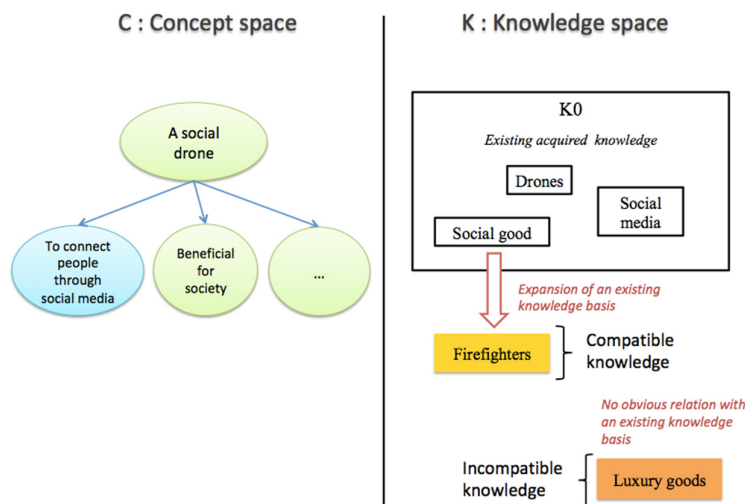 C : Concept space
A social
drone
To connect
people
through
social media
Beneficial
for
society
...
K : Knowledge space
K0
Existing acquired knowledge
Drones
Social
media
Social good
Expansion of an existing
knowledge basis
Firefighters
Compatible
knowledge
No obvious relation with
an existing knowledge
basis
Incompatible
knowledge
Luxury goods